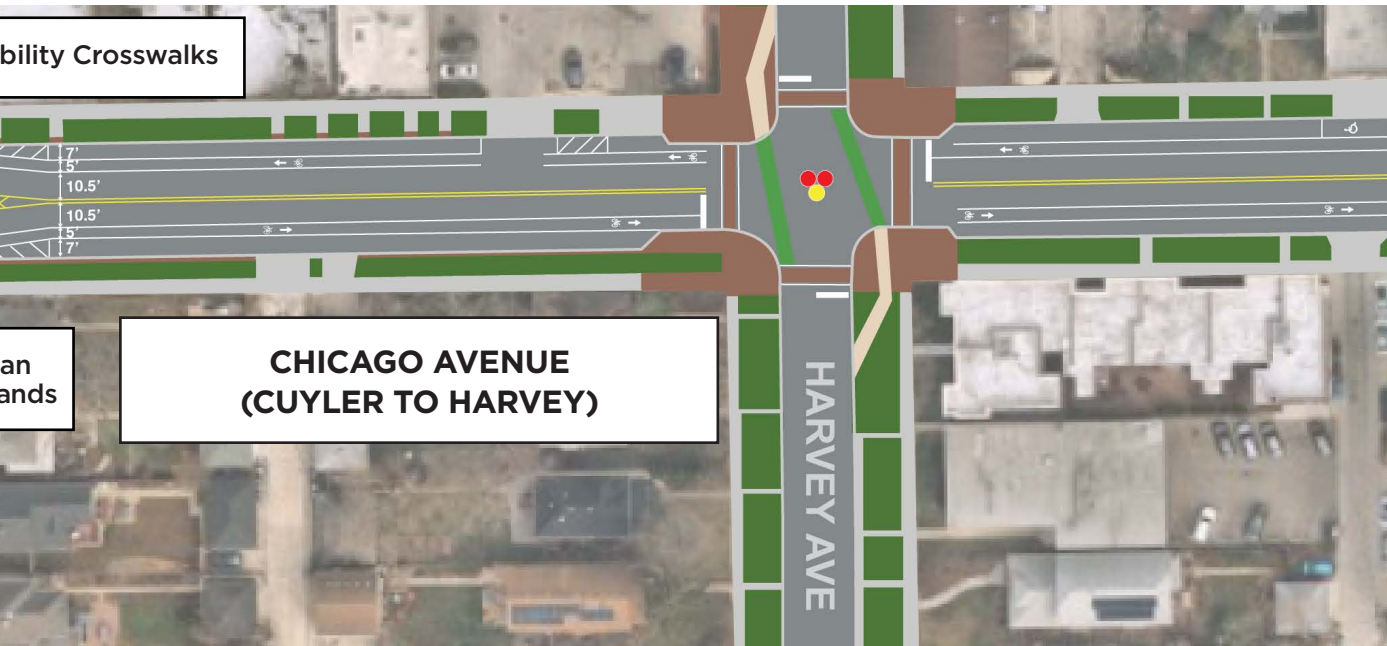 bility Crosswalks
7'
5'
10.5'
10.5'
5'
7'
an
ands
CHICAGO AVENUE
(CUYLER TO HARVEY)
HARVEY AVE